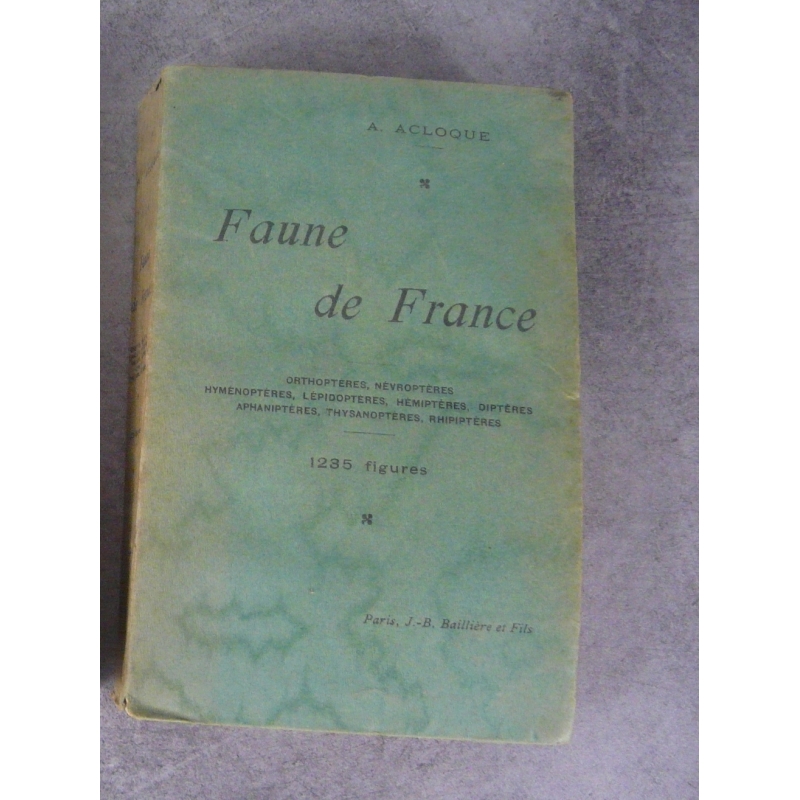 A. ACLOQUE
Faune
de France
ORTHOPTÈRES, NÉVROPTÈRES
HYMÉNOPTÈRES, LÉPIDOPTÈRES, HÉMIPTÈRES, DIPTÈRES
APHANIPTÈRES, THYSANOPTÈRES, RHIPIPTÈRES
1235 figures
Paris, J.-B. Baillière et Fils